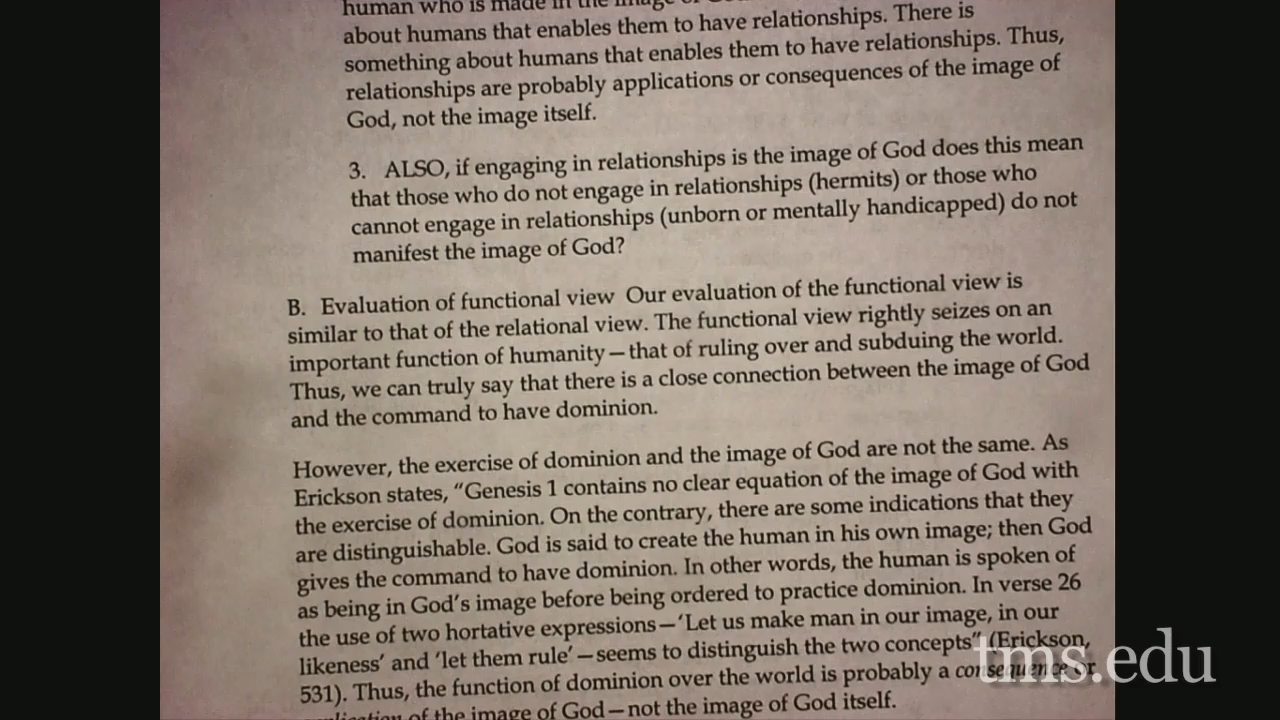 human who is made in the image of God
about humans that enables them to have relationships. There is
something about humans that enables them to have relationships. Thus,
relationships are probably applications or consequences of the image of
God, not the image itself.
3. ALSO, if engaging in relationships is the image of God does this mean
that those who do not engage in relationships (hermits) or those who
cannot engage in relationships (unborn or mentally handicapped) do not
manifest the image of God?
B. Evaluation of functional view Our evaluation of the functional view is
similar to that of the relational view. The functional view rightly seizes on an
important function of humanity—that of ruling over and subduing the world.
Thus, we can truly say that there is a close connection between the image of God
and the command to have dominion.
However, the exercise of dominion and the image of God are not the same. As
Erickson states, “Genesis 1 contains no clear equation of the image of God with
the exercise of dominion. On the contrary, there are some indications that they
are distinguishable. God is said to create the human in his own image; then God
gives the command to have dominion. In other words, the human is spoken of
as being in God’s image before being ordered to practice dominion. In verse 26
the use of two hortative expressions—‘Let us make man in our image, in our
likeness’ and ‘let them rule’—seems to distinguish the two concepts” (Erickson,
531). Thus, the function of dominion over the world is probably a consequence or
of the image of God—not the image of God itself.
tms.edu